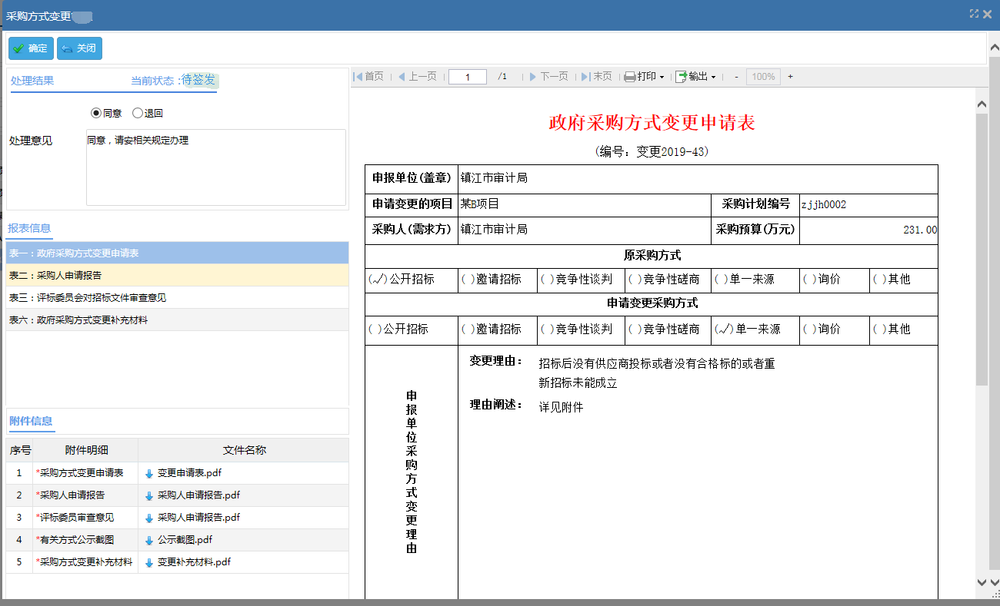 采购方式变更
确定 关闭
处理结果 当前状态：待签发
同意 退回
处理意见
同意，请安相关规定办理
报表信息
表一：政府采购方式变更申请表
表二：采购人申请报告
表三：评标委员会对招标文件审查意见
表六：政府采购方式变更补充材料
附件信息
序号 附件明细 文件名称
1 *采购方式变更申请表 变更申请表.pdf
2 *采购人申请报告 采购人申请报告.pdf
3 *评标委员审查意见 采购人申请报告.pdf
4 *有关方式公示截图 公示截图.pdf
5 *采购方式变更补充材料 变更补充材料.pdf
首页 上一页 1 /1 下一页 末页 打印 输出 - 100% +
政府采购方式变更申请表
(编号：变更2019-43)
申报单位(盖章) 镇江市审计局
申请变更的项目 某B项目 采购计划编号 zjjh0002
采购人(需求方) 镇江市审计局 采购预算(万元) 231.00
原采购方式
(✓)公开招标 ( )邀请招标 ( )竞争性谈判 ( )竞争性磋商 ( )单一来源 ( )询价 ( )其他
申请变更采购方式
( )公开招标 ( )邀请招标 ( )竞争性谈判 ( )竞争性磋商 (✓)单一来源 ( )询价 ( )其他
申报单位采购方式变更理由
变更理由： 招标后没有供应商投标或者没有合格标的或者重
新招标未能成立
理由阐述： 详见附件